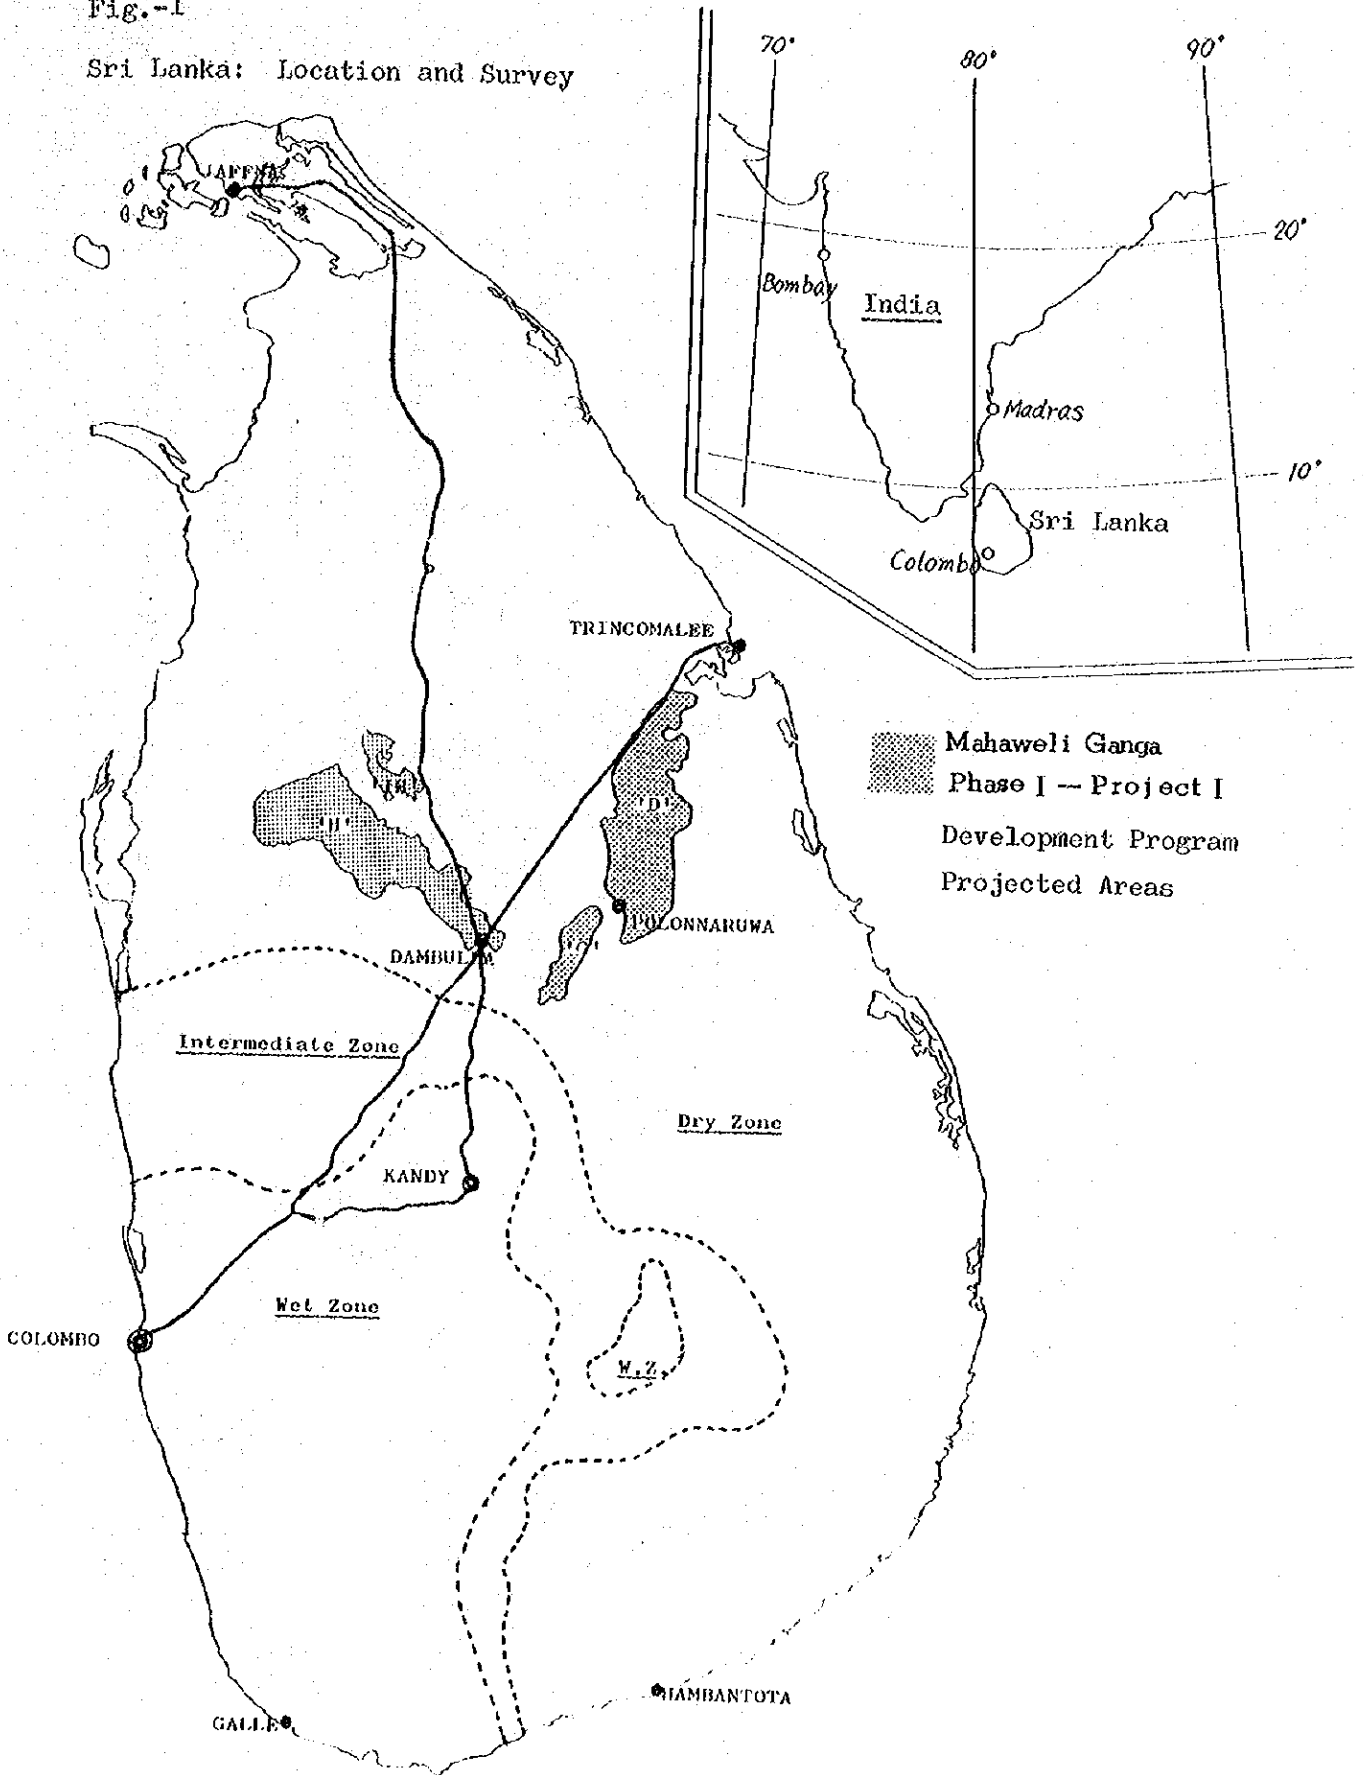 Fig.-1
Sri Lanka: Location and Survey
70°
80°
90°
JAFFNA
20°
Bombay
India
Madras
10°
Sri Lanka
Colombo
TRINCOMALEE
Mahaweli Ganga
Phase I -- Project I
'H'
'D'
Development Program
Projected Areas
POLONNARUWA
DAMBULLA
Intermediate Zone
Dry Zone
KANDY
Wet Zone
COLOMBO
W.Z.
HAMBANTOTA
GALLE